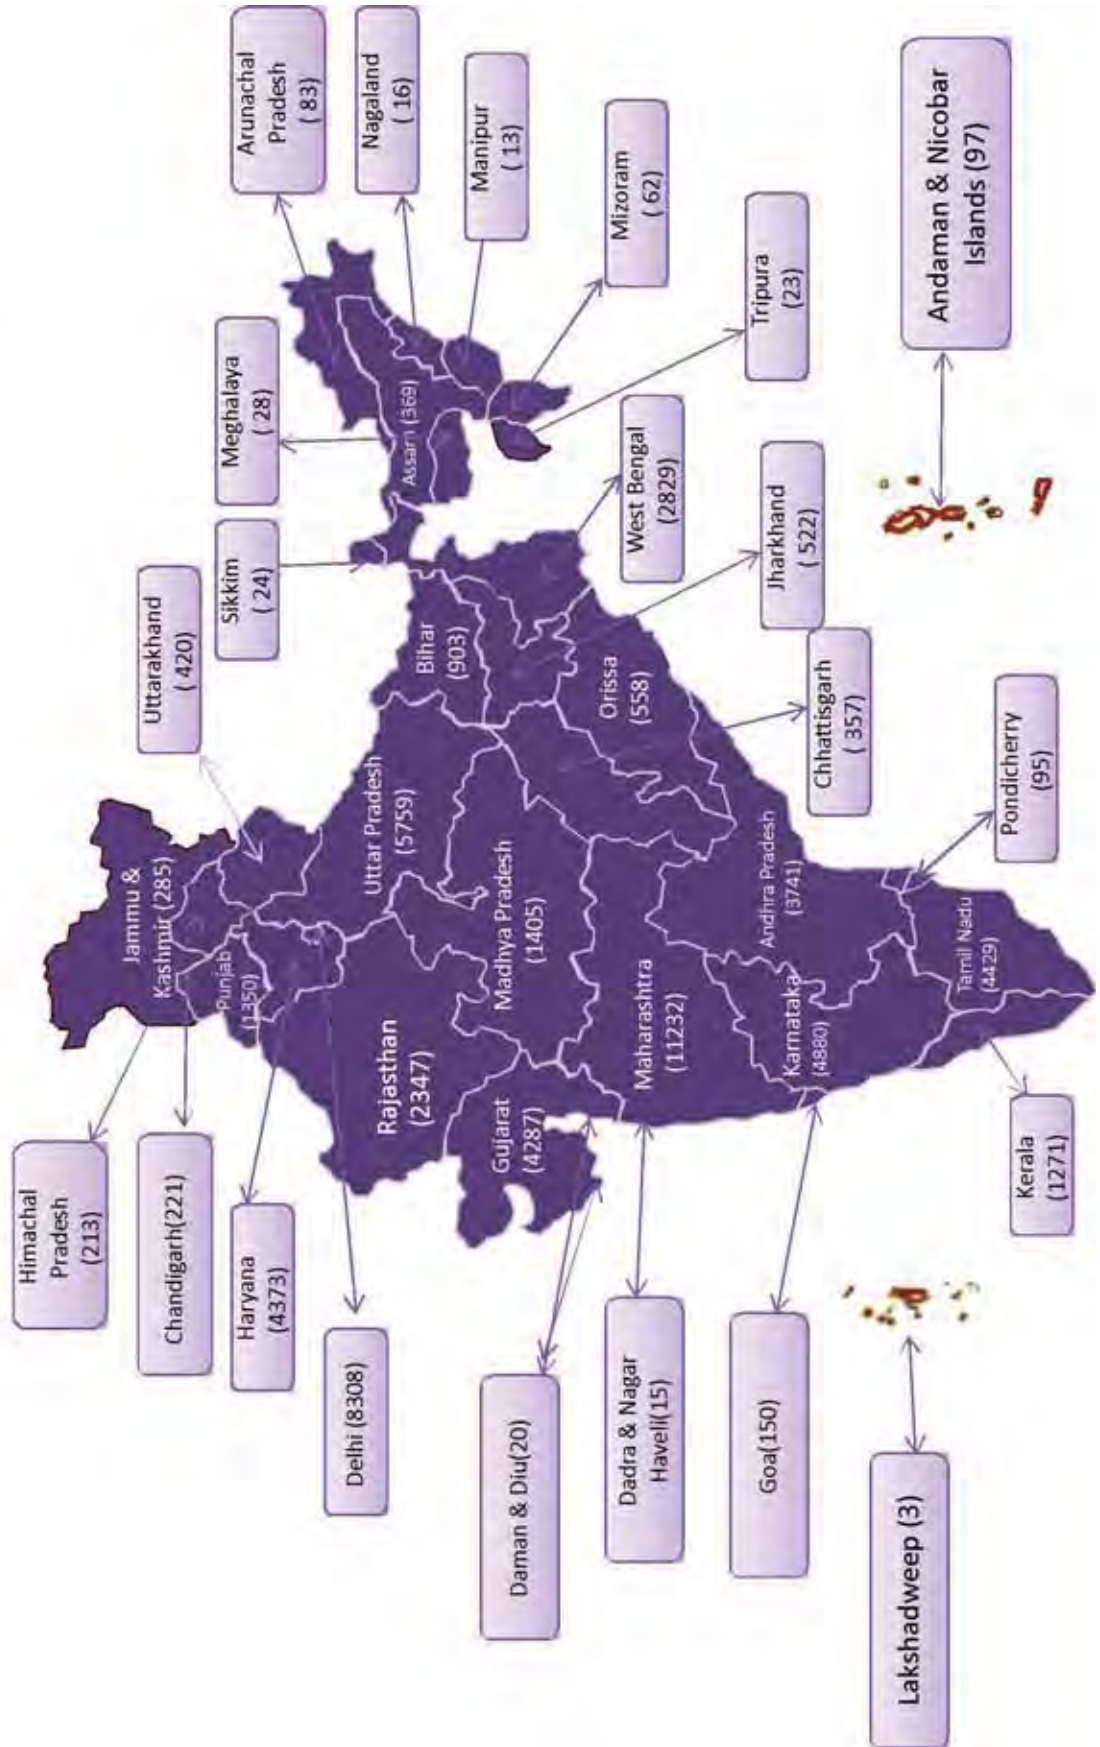 Himachal
Pradesh
(213)
Chandigarh(221)
Haryana
(4373)
Delhi (8308)
Daman & Diu(20)
Dadra & Nagar
Haveli(15)
Goa(150)
Lakshadweep (3)
Kerala
(1271)
Jammu &
Kashmir (285)
Punjab
(1350)
Rajasthan
(2347)
Gujarat
(4287)
Uttar Pradesh
(5759)
Madhya Pradesh
(1405)
Maharashtra
(11232)
Andhra Pradesh
(3741)
Karnataka
(4880)
Tamil Nadu
(4429)
Bihar
(903)
Orissa
(558)
Assam (369)
Uttarakhand
( 420)
Sikkim
( 24)
Meghalaya
( 28)
Arunachal
Pradesh
( 83)
Nagaland
( 16)
Manipur
( 13)
Mizoram
( 62)
Tripura
(23)
West Bengal
(2829)
Jharkhand
( 522)
Chhattisgarh
( 357)
Pondicherry
(95)
Andaman & Nicobar
Islands (97)